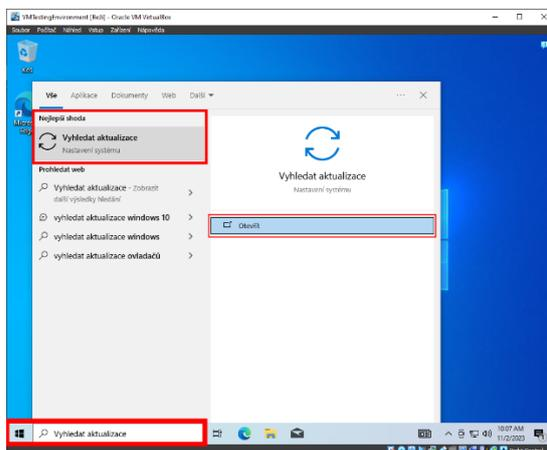 VMTestingEnvironment [Běží] - Oracle VM VirtualBox
Soubor Počítač Náhled Vstup Zařízení Nápověda
Koš
Vše Aplikace Dokumenty Web Další
Nejlepší shoda
Vyhledat aktualizace
Nastavení systému
Prohledat web
Vyhledat aktualizace - Zobrazit
další výsledky hledání
vyhledat aktualizace windows 10
vyhledat aktualizace windows
vyhledat aktualizace ovladačů
Vyhledat aktualizace
Nastavení systému
Otevřít
Vyhledat aktualizace
10:07 AM
11/2/2023